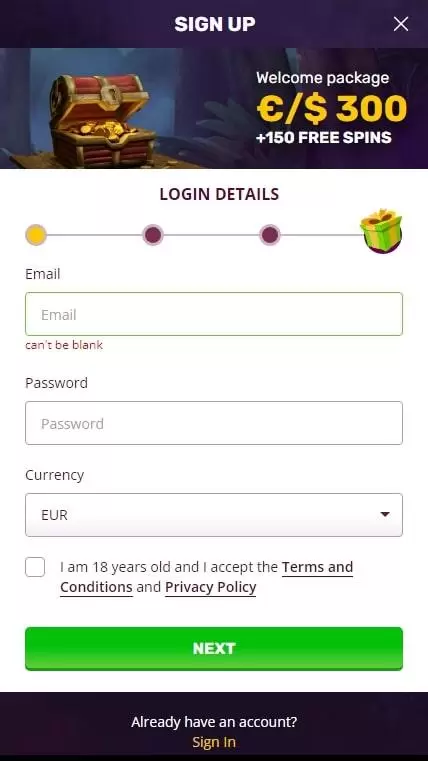 SIGN UP
Welcome package
€/$ 300
+150 FREE SPINS
LOGIN DETAILS
Email
Email
can't be blank
Password
Password
Currency
EUR
I am 18 years old and I accept the Terms and
Conditions and Privacy Policy
NEXT
Already have an account?
Sign In